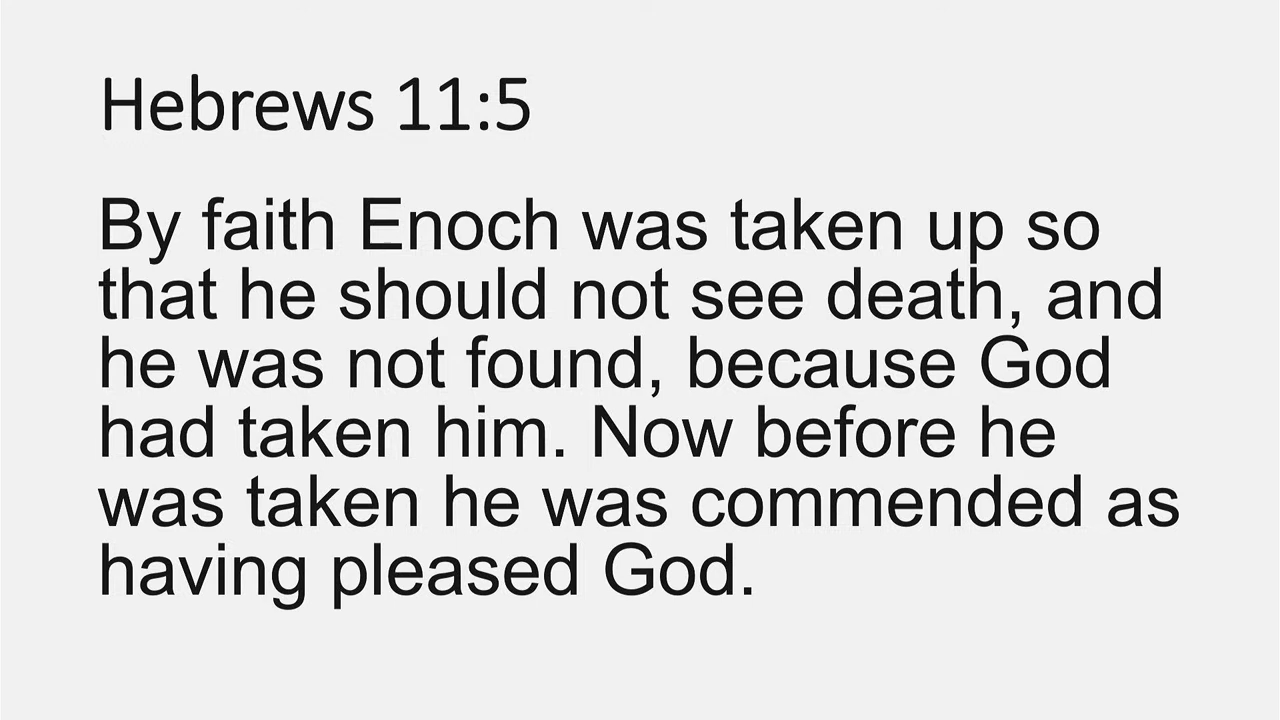 Hebrews 11:5
By faith Enoch was taken up so
that he should not see death, and
he was not found, because God
had taken him. Now before he
was taken he was commended as
having pleased God.